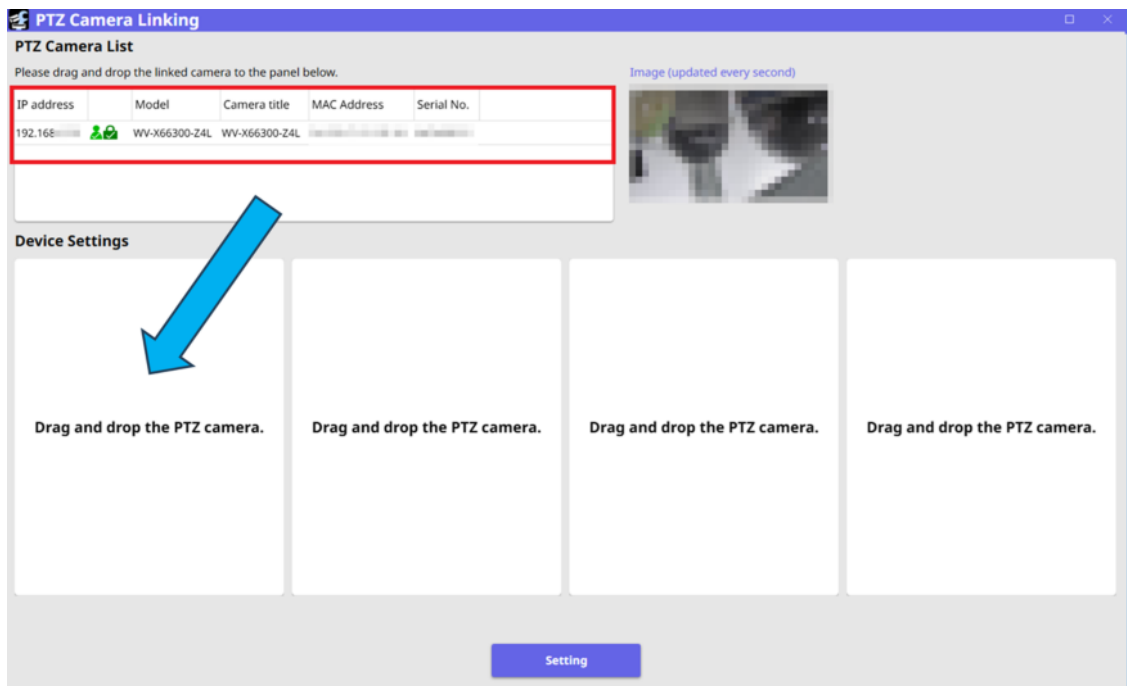 PTZ Camera Linking
PTZ Camera List
Please drag and drop the linked camera to the panel below.
Image (updated every second)
IP address Model Camera title MAC Address Serial No.
192.168 WV-X66300-Z4L WV-X66300-Z4L
Device Settings
Drag and drop the PTZ camera. Drag and drop the PTZ camera. Drag and drop the PTZ camera. Drag and drop the PTZ camera.
Setting